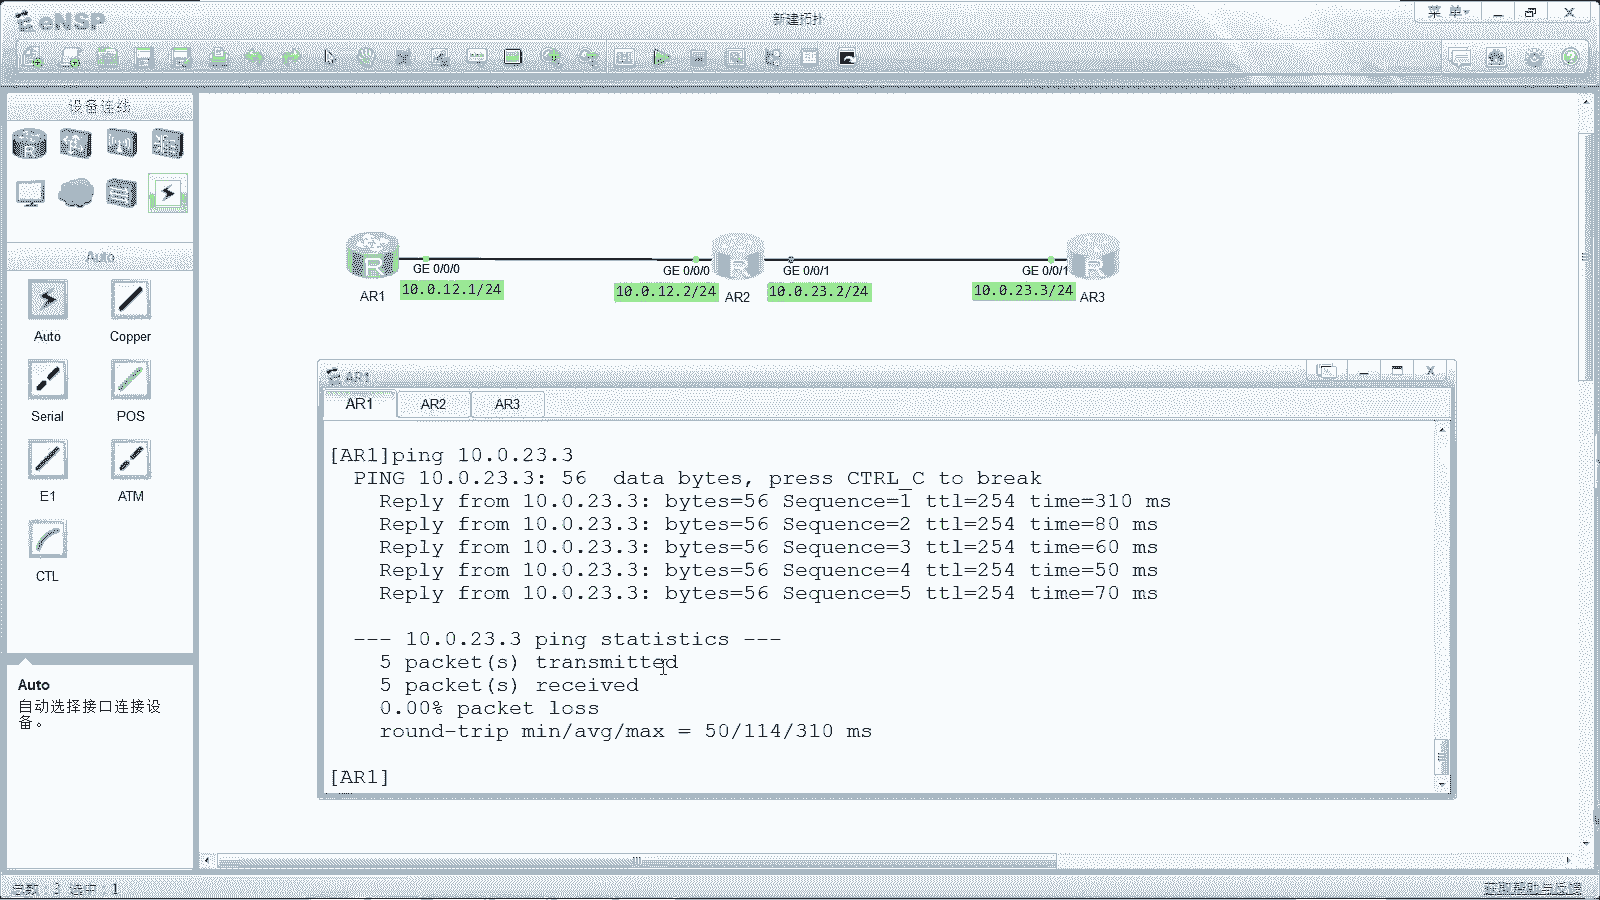 eNSP
新建拓扑
菜 单
设备连线
Auto
Auto
Copper
Serial
POS
E1
ATM
CTL
Auto
自动选择接口连接设
备。
GE 0/0/0
GE 0/0/0
GE 0/0/1
GE 0/0/1
10.0.12.1/24
10.0.12.2/24
10.0.23.2/24
10.0.23.3/24
AR1
AR2
AR3
R
R
R
AR1
AR1
AR2
AR3
[AR1]ping 10.0.23.3
PING 10.0.23.3: 56  data bytes, press CTRL_C to break
Reply from 10.0.23.3: bytes=56 Sequence=1 ttl=254 time=310 ms
Reply from 10.0.23.3: bytes=56 Sequence=2 ttl=254 time=80 ms
Reply from 10.0.23.3: bytes=56 Sequence=3 ttl=254 time=60 ms
Reply from 10.0.23.3: bytes=56 Sequence=4 ttl=254 time=50 ms
Reply from 10.0.23.3: bytes=56 Sequence=5 ttl=254 time=70 ms
--- 10.0.23.3 ping statistics ---
5 packet(s) transmitted
5 packet(s) received
0.00% packet loss
round-trip min/avg/max = 50/114/310 ms
[AR1]
总数：3 选中：1
获取帮助与反馈